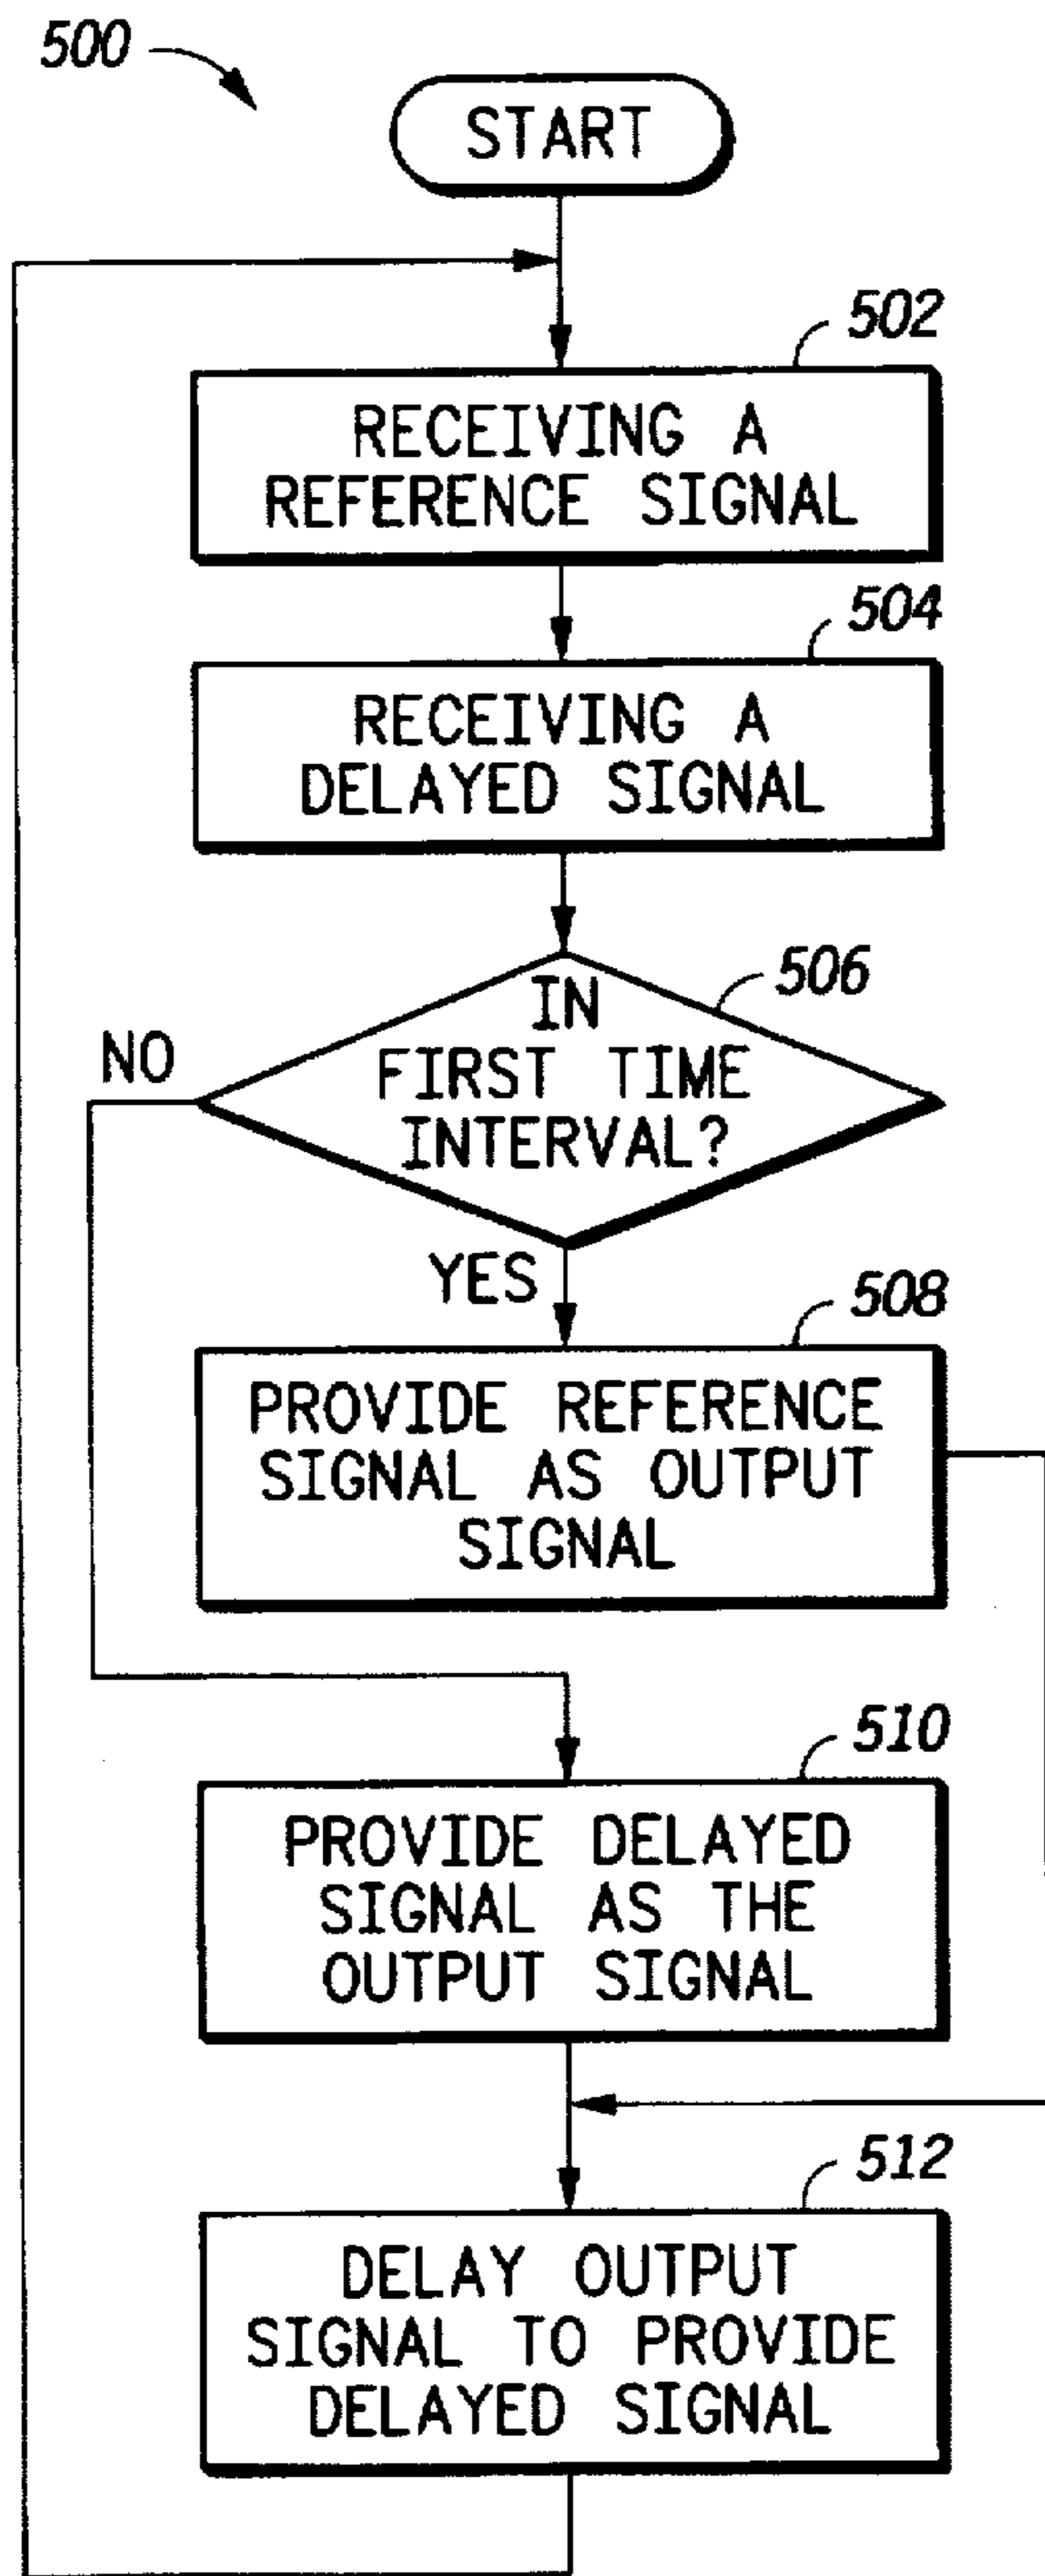 500
START
502
RECEIVING A
REFERENCE SIGNAL
504
RECEIVING A
DELAYED SIGNAL
506
IN
FIRST TIME
INTERVAL?
NO
YES
508
PROVIDE REFERENCE
SIGNAL AS OUTPUT
SIGNAL
510
PROVIDE DELAYED
SIGNAL AS THE
OUTPUT SIGNAL
512
DELAY OUTPUT
SIGNAL TO PROVIDE
DELAYED SIGNAL